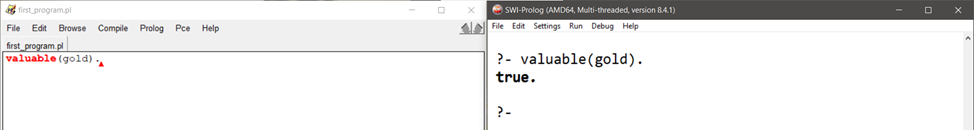 first_program.pl
File Edit Browse Compile Prolog Pce Help
first_program.pl
valuable(gold).
SWI-Prolog (AMD64, Multi-threaded, version 8.4.1)
File Edit Settings Run Debug Help
?- valuable(gold).
true.
?-